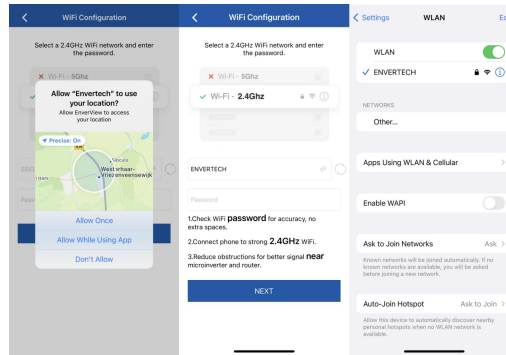 WiFi Configuration
Select a 2.4GHz WiFi network and enter
the password.
Wi-Fi - 5Ghz
Allow “Envertech” to use
your location?
Allow EnverView to access
your location
Precise: On
Sibculo
Westerhaar-
Vriezenveensewijk
Allow Once
Allow While Using App
Don't Allow
WiFi Configuration
Select a 2.4GHz WiFi network and enter
the password.
Wi-Fi - 5Ghz
Wi-Fi - 2.4Ghz
ENVERTECH
Password
1.Check WiFi password for accuracy, no
extra spaces.
2.Connect phone to strong 2.4GHz WiFi.
3.Reduce obstructions for better signal near
microinverter and router.
NEXT
Settings
WLAN
Ed
WLAN
ENVERTECH
NETWORKS
Other...
Apps Using WLAN & Cellular
Enable WAPI
Ask to Join Networks
Ask
Known networks will be joined automatically. If no
known networks are available, you will be asked
before joining a new network.
Auto-Join Hotspot
Ask to Join
Allow this device to automatically discover nearby
personal hotspots when no WLAN network is
available.